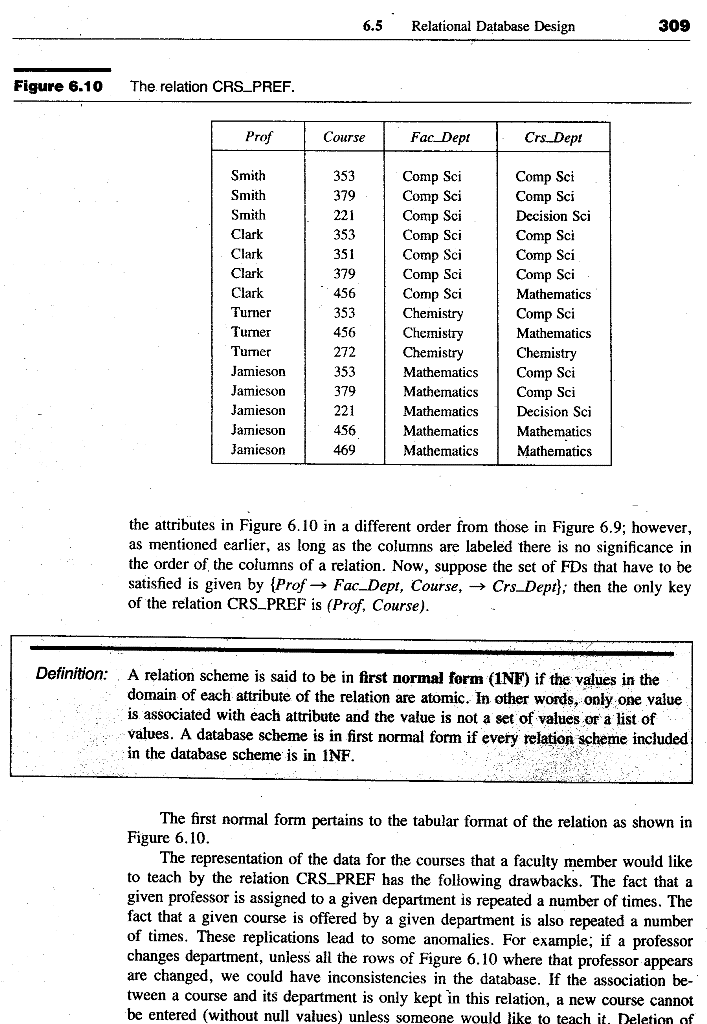 6.5 Relational Database Design 309
Figure 6.10 The relation CRS_PREF.
Prof Course Fac_Dept Crs_Dept
Smith 353 Comp Sci Comp Sci
Smith 379 Comp Sci Comp Sci
Smith 221 Comp Sci Decision Sci
Clark 353 Comp Sci Comp Sci
Clark 351 Comp Sci Comp Sci
Clark 379 Comp Sci Comp Sci
Clark 456 Comp Sci Mathematics
Turner 353 Chemistry Comp Sci
Turner 456 Chemistry Mathematics
Turner 272 Chemistry Chemistry
Jamieson 353 Mathematics Comp Sci
Jamieson 379 Mathematics Comp Sci
Jamieson 221 Mathematics Decision Sci
Jamieson 456 Mathematics Mathematics
Jamieson 469 Mathematics Mathematics
the attributes in Figure 6.10 in a different order from those in Figure 6.9; however,
as mentioned earlier, as long as the columns are labeled there is no significance in
the order of the columns of a relation. Now, suppose the set of FDs that have to be
satisfied is given by {Prof → Fac_Dept, Course, → Crs_Dept}; then the only key
of the relation CRS_PREF is (Prof, Course).
Definition: A relation scheme is said to be in first normal form (1NF) if the values in the
domain of each attribute of the relation are atomic. In other words, only one value
is associated with each attribute and the value is not a set of values or a list of
values. A database scheme is in first normal form if every relation scheme included
in the database scheme is in 1NF.
The first normal form pertains to the tabular format of the relation as shown in
Figure 6.10.
The representation of the data for the courses that a faculty member would like
to teach by the relation CRS_PREF has the following drawbacks. The fact that a
given professor is assigned to a given department is repeated a number of times. The
fact that a given course is offered by a given department is also repeated a number
of times. These replications lead to some anomalies. For example, if a professor
changes department, unless all the rows of Figure 6.10 where that professor appears
are changed, we could have inconsistencies in the database. If the association be-
tween a course and its department is only kept in this relation, a new course cannot
be entered (without null values) unless someone would like to teach it. Deletion of